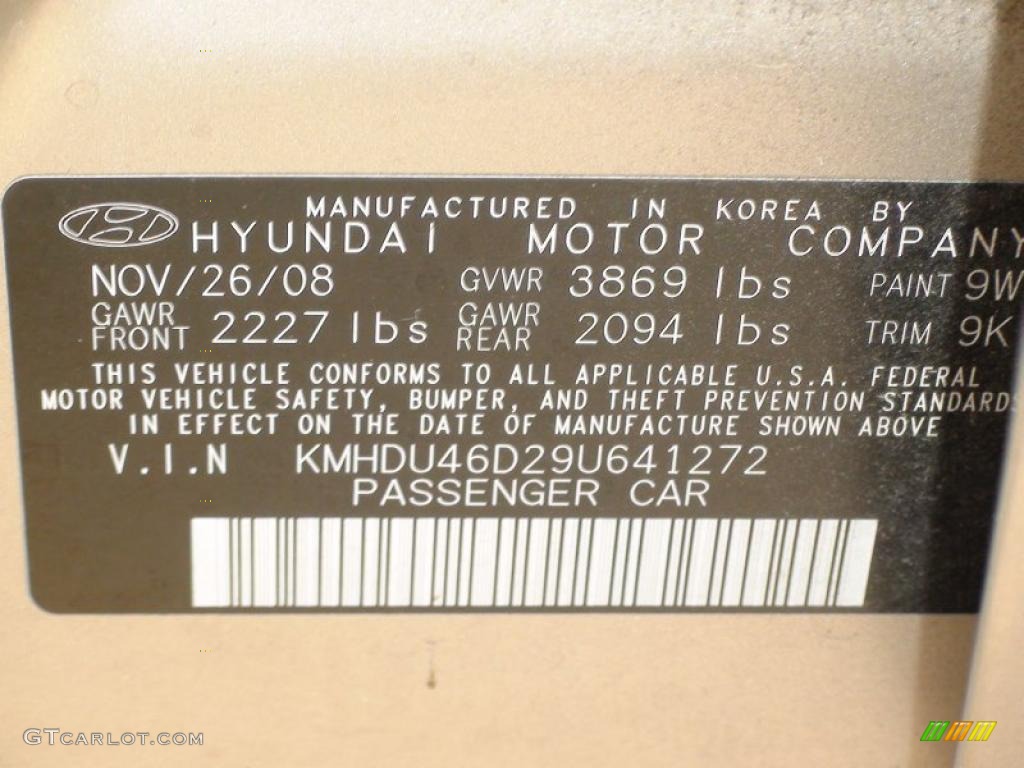 MANUFACTURED IN KOREA BY
HYUNDAI MOTOR COMPANY
NOV/26/08 GVWR 3869 lbs PAINT 9W
GAWR FRONT 2227 lbs GAWR REAR 2094 lbs TRIM 9K
THIS VEHICLE CONFORMS TO ALL APPLICABLE U.S.A. FEDERAL
MOTOR VEHICLE SAFETY, BUMPER, AND THEFT PREVENTION STANDARDS
IN EFFECT ON THE DATE OF MANUFACTURE SHOWN ABOVE
V.I.N KMHDU46D29U641272
PASSENGER CAR
GTCARLOT.COM